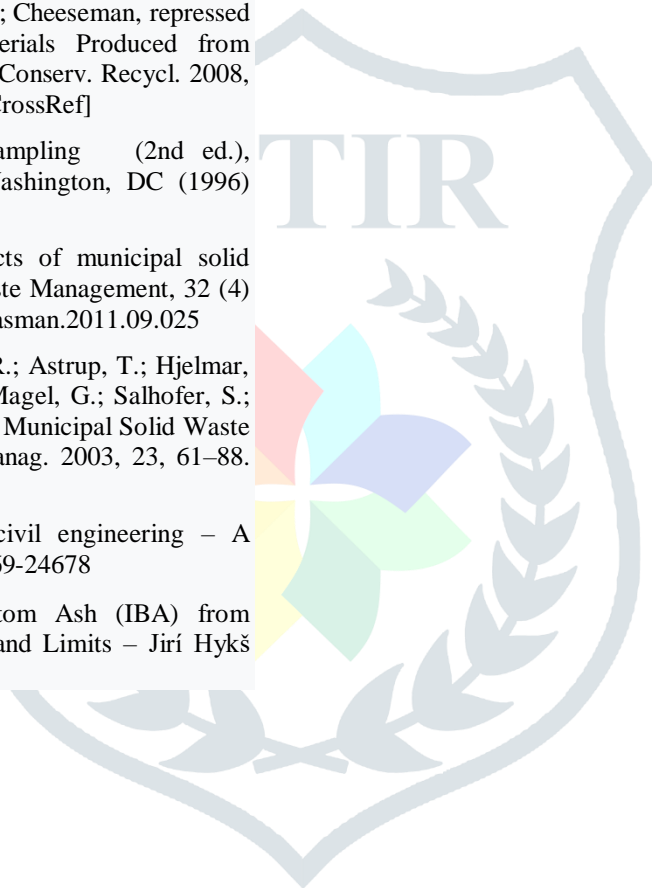 ; Cheeseman, repressed
erials Produced from
Conserv. Recycl. 2008,
CrossRef]
ampling (2nd ed.),
Washington, DC (1996)
cts of municipal solid
ste Management, 32 (4)
asman.2011.09.025
R.; Astrup, T.; Hjelmar,
Magel, G.; Salhofer, S.;
Municipal Solid Waste
anag. 2003, 23, 61–88.
civil engineering – A
59-24678
tom Ash (IBA) from
and Limits – Jirí Hykš
TIR